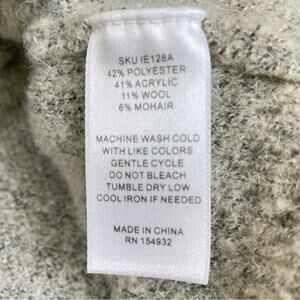 SKU IE128A
42% POLYESTER
41% ACRYLIC
11% WOOL
6% MOHAIR
MACHINE WASH COLD
WITH LIKE COLORS
GENTLE CYCLE
DO NOT BLEACH
TUMBLE DRY LOW
COOL IRON IF NEEDED
MADE IN CHINA
RN 154932